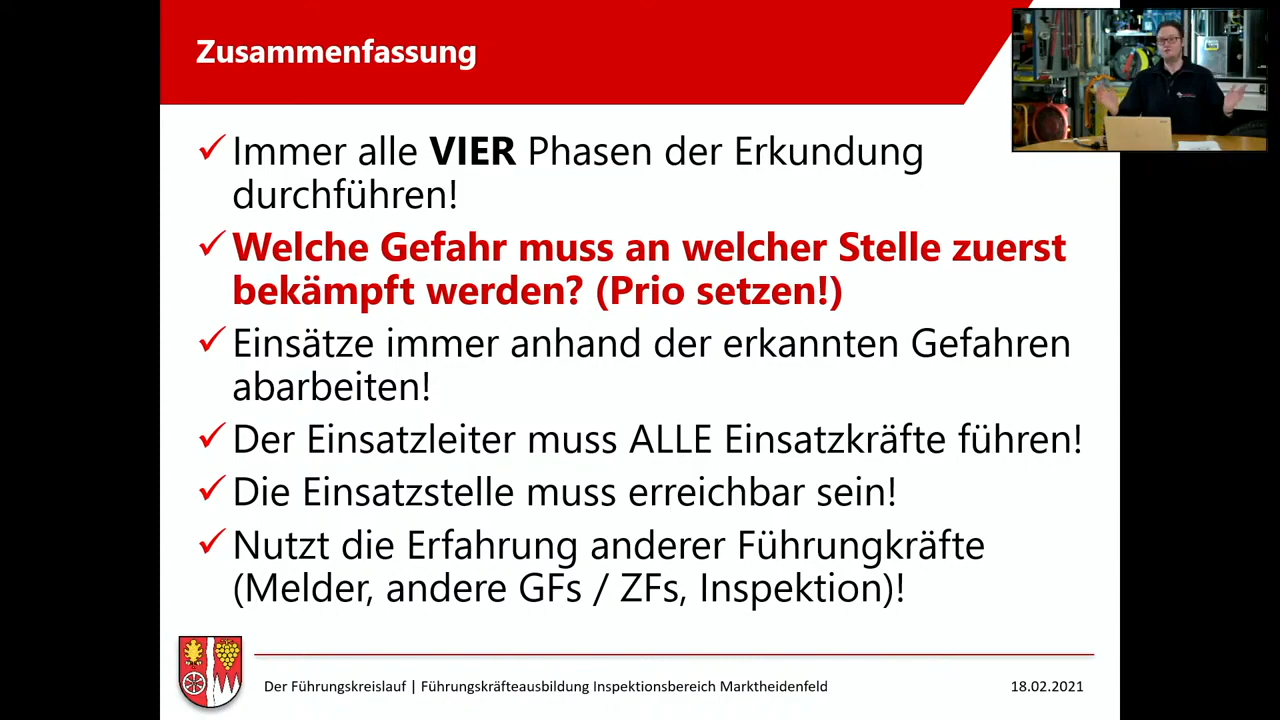 Zusammenfassung
✓ Immer alle VIER Phasen der Erkundung
durchführen!
✓ Welche Gefahr muss an welcher Stelle zuerst
bekämpft werden? (Prio setzen!)
✓ Einsätze immer anhand der erkannten Gefahren
abarbeiten!
✓ Der Einsatzleiter muss ALLE Einsatzkräfte führen!
✓ Die Einsatzstelle muss erreichbar sein!
✓ Nutzt die Erfahrung anderer Führungkräfte
(Melder, andere GFs / ZFs, Inspektion)!
Der Führungskreislauf | Führungskräfteausbildung Inspektionsbereich Marktheidenfeld
18.02.2021